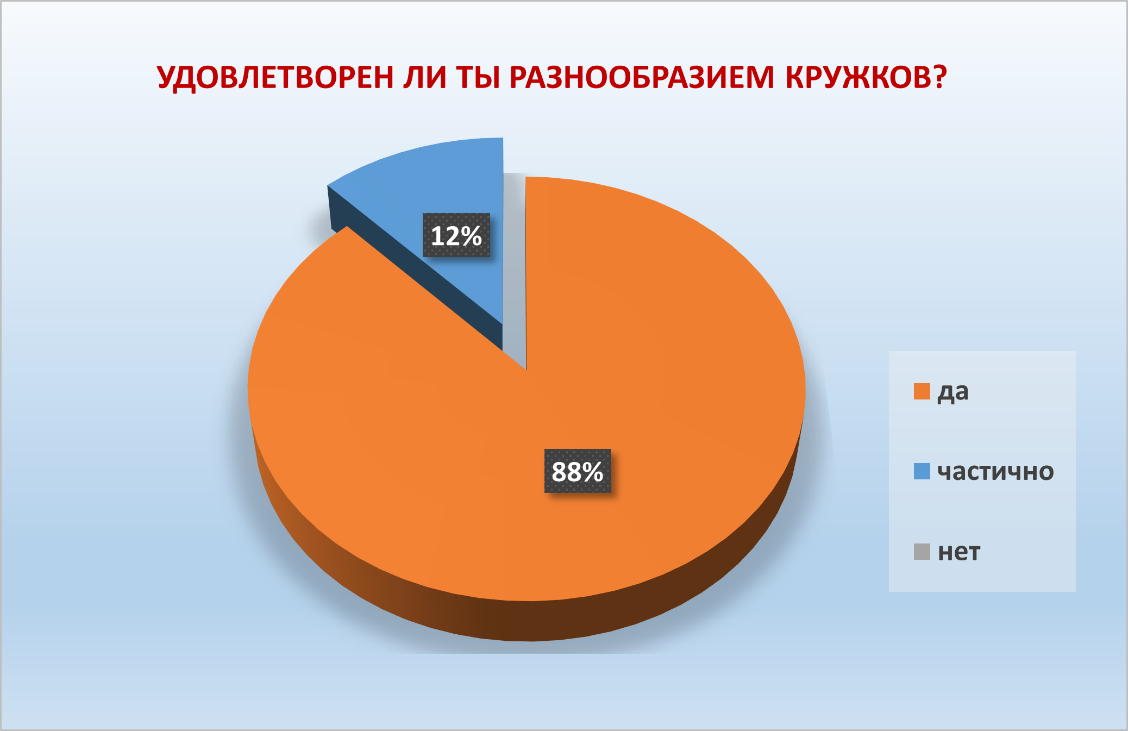 УДОВЛЕТВОРЕН ЛИ ТЫ РАЗНООБРАЗИЕМ КРУЖКОВ?
12%
88%
да
частично
нет